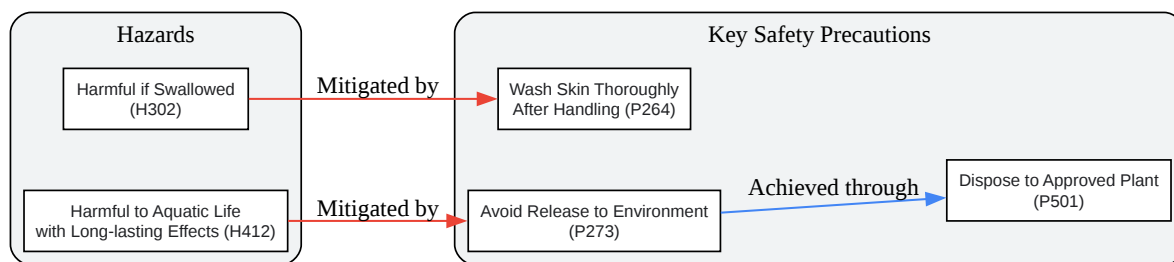 Hazards
Key Safety Precautions
Harmful if Swallowed
(H302)
Mitigated by
Wash Skin Thoroughly
After Handling (P264)
Harmful to Aquatic Life
with Long-lasting Effects (H412)
Mitigated by
Avoid Release to Environment
(P273)
Achieved through
Dispose to Approved Plant
(P501)